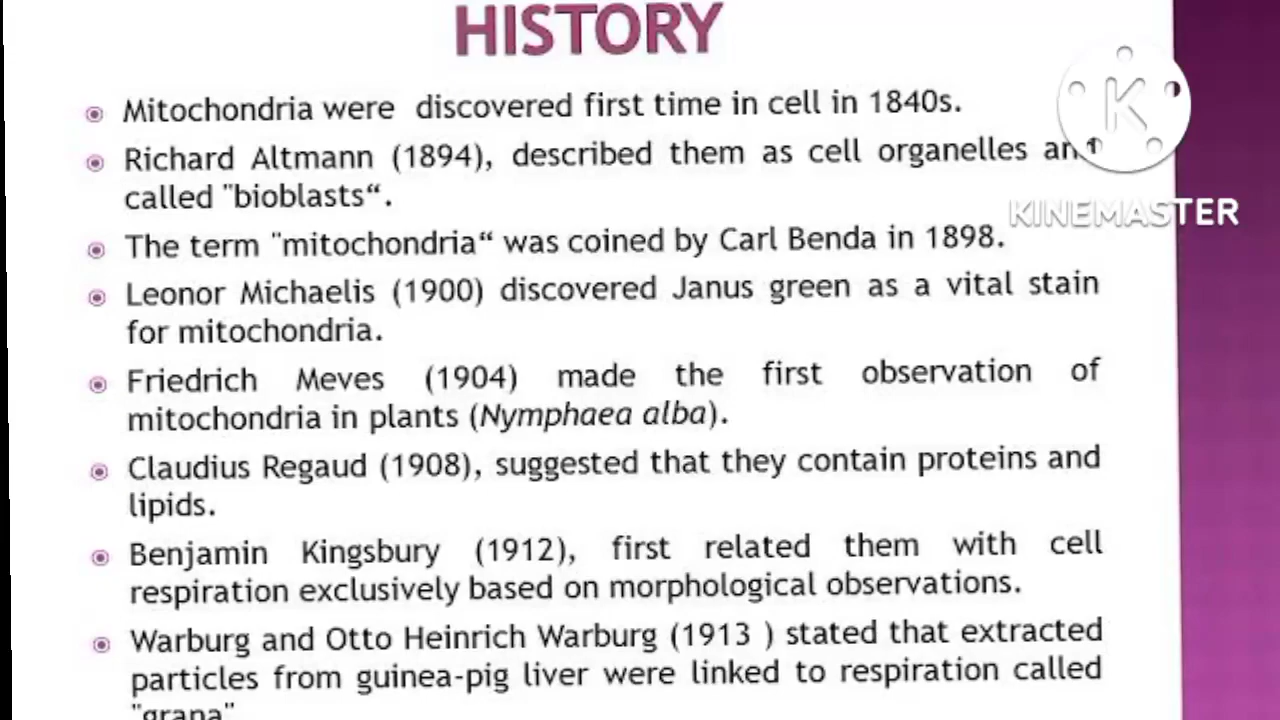 HISTORY
Mitochondria were discovered first time in cell in 1840s.
Richard Altmann (1894), described them as cell organelles and
called "bioblasts“.
The term "mitochondria“ was coined by Carl Benda in 1898.
Leonor Michaelis (1900) discovered Janus green as a vital stain
for mitochondria.
Friedrich Meves (1904) made the first observation of
mitochondria in plants (Nymphaea alba).
Claudius Regaud (1908), suggested that they contain proteins and
lipids.
Benjamin Kingsbury (1912), first related them with cell
respiration exclusively based on morphological observations.
Warburg and Otto Heinrich Warburg (1913 ) stated that extracted
particles from guinea-pig liver were linked to respiration called
"grana"
K
KINEMASTER